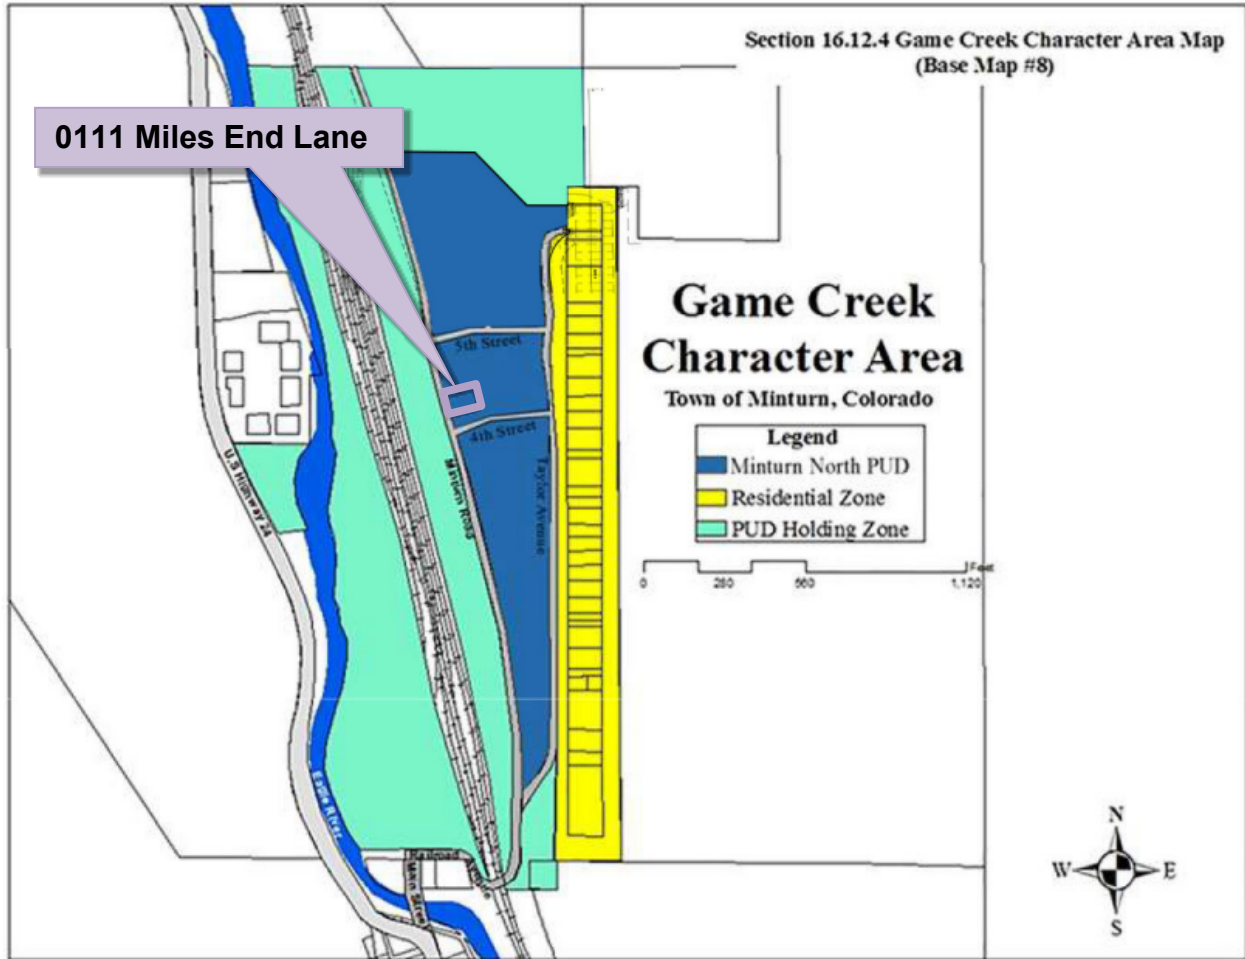 Section 16.12.4 Game Creek Character Area Map
(Base Map #8)
0111 Miles End Lane
Game Creek
Character Area
Town of Minturn, Colorado
Legend
Minturn North PUD
Residential Zone
PUD Holding Zone
Feet
0 280 560 1,120
5th Street
4th Street
Minturn Road
Taylor Avenue
U.S Highway 24
Eagle River
Railroad Avenue
Main Street
N
W E
S